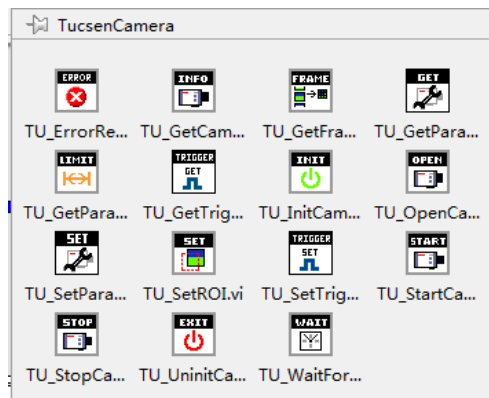 TucsenCamera
ERROR INFO FRAME GET
TU_ErrorRe... TU_GetCam... TU_GetFra... TU_GetPara...
LIMIT TRIGGER GET INIT OPEN
TU_GetPara... TU_GetTrig... TU_InitCam... TU_OpenCa...
SET SET TRIGGER SET START
TU_SetPara... TU_SetROI.vi TU_SetTrig... TU_StartCa...
STOP EXIT WAIT
TU_StopCa... TU_UninitCa... TU_WaitFor...